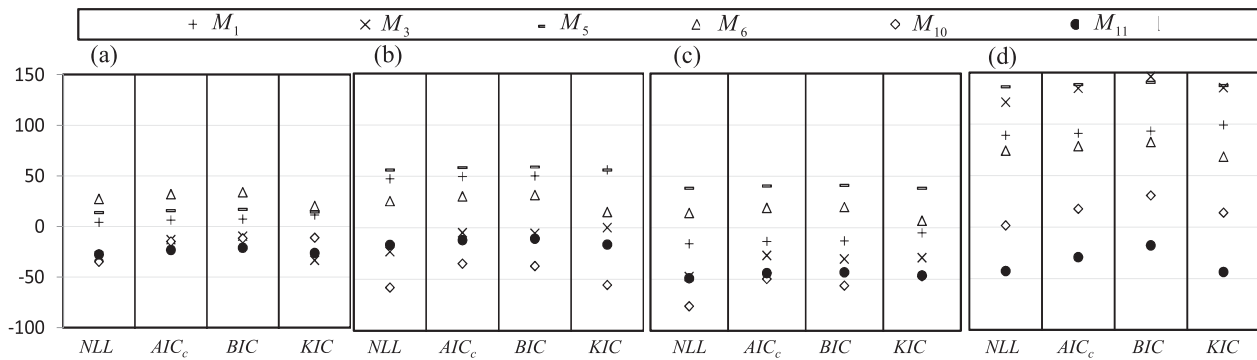 M1 M3 M5 M6 M10 M11
(a) (b) (c) (d)
150
100
50
0
-50
-100
NLL AICc BIC KIC NLL AICc BIC KIC NLL AICc BIC KIC NLL AICc BIC KIC